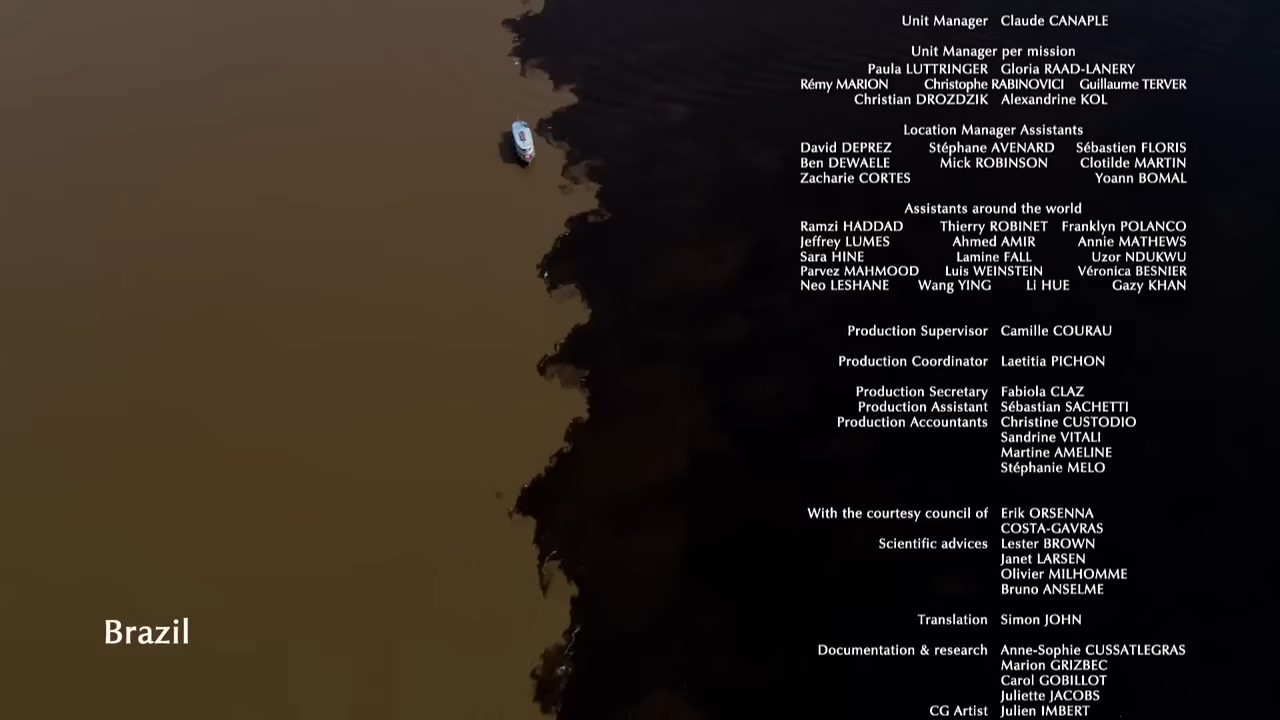 Unit Manager Claude CANAPLE
Unit Manager per mission
Paula LUTTRINGER Gloria RAAD-LANERY
Rémy MARION Christophe RABINOVICI Guillaume TERVER
Christian DROZDZIK Alexandrine KOL
Location Manager Assistants
David DEPREZ Stéphane AVENARD Sébastien FLORIS
Ben DEWAELE Mick ROBINSON Clotilde MARTIN
Zacharie CORTES Yoann BOMAL
Assistants around the world
Ramzi HADDAD Thierry ROBINET Franklyn POLANCO
Jeffrey LUMES Ahmed AMIR Annie MATHEWS
Sara HINE Lamine FALL Uzor NDUKWU
Parvez MAHMOOD Luis WEINSTEIN Véronica BESNIER
Neo LESHANE Wang YING Li HUE Gazy KHAN
Production Supervisor Camille COURAU
Production Coordinator Laetitia PICHON
Production Secretary Fabiola CLAZ
Production Assistant Sébastian SACHETTI
Production Accountants Christine CUSTODIO
Sandrine VITALI
Martine AMELINE
Stéphanie MELO
With the courtesy council of Erik ORSENNA
COSTA-GAVRAS
Scientific advices Lester BROWN
Janet LARSEN
Olivier MILHOMME
Bruno ANSELME
Translation Simon JOHN
Brazil
Documentation & research Anne-Sophie CUSSATLEGRAS
Marion GRIZBEC
Carol GOBILLOT
Juliette JACOBS
CG Artist Julien IMBERT